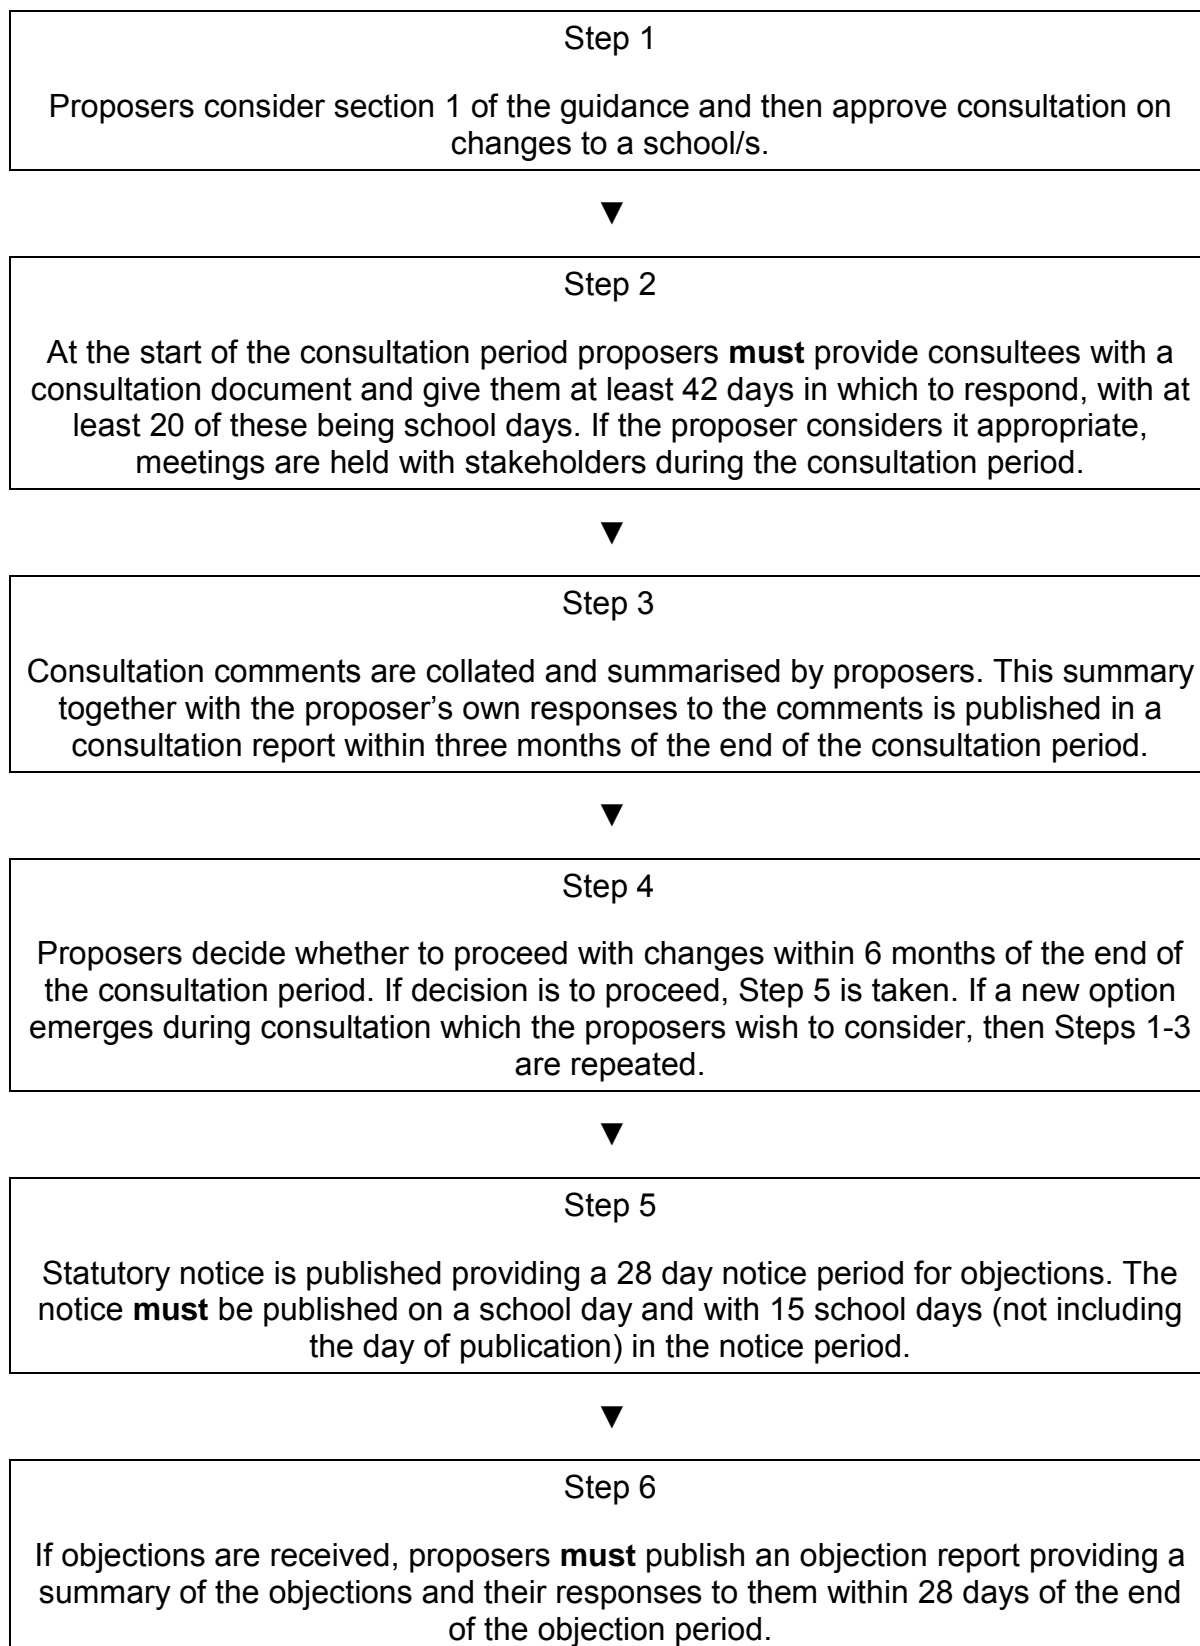 Step 1
Proposers consider section 1 of the guidance and then approve consultation on
changes to a school/s.
▼
Step 2
At the start of the consultation period proposers must provide consultees with a
consultation document and give them at least 42 days in which to respond, with at
least 20 of these being school days. If the proposer considers it appropriate,
meetings are held with stakeholders during the consultation period.
▼
Step 3
Consultation comments are collated and summarised by proposers. This summary
together with the proposer’s own responses to the comments is published in a
consultation report within three months of the end of the consultation period.
▼
Step 4
Proposers decide whether to proceed with changes within 6 months of the end of
the consultation period. If decision is to proceed, Step 5 is taken. If a new option
emerges during consultation which the proposers wish to consider, then Steps 1-3
are repeated.
▼
Step 5
Statutory notice is published providing a 28 day notice period for objections. The
notice must be published on a school day and with 15 school days (not including
the day of publication) in the notice period.
▼
Step 6
If objections are received, proposers must publish an objection report providing a
summary of the objections and their responses to them within 28 days of the end
of the objection period.